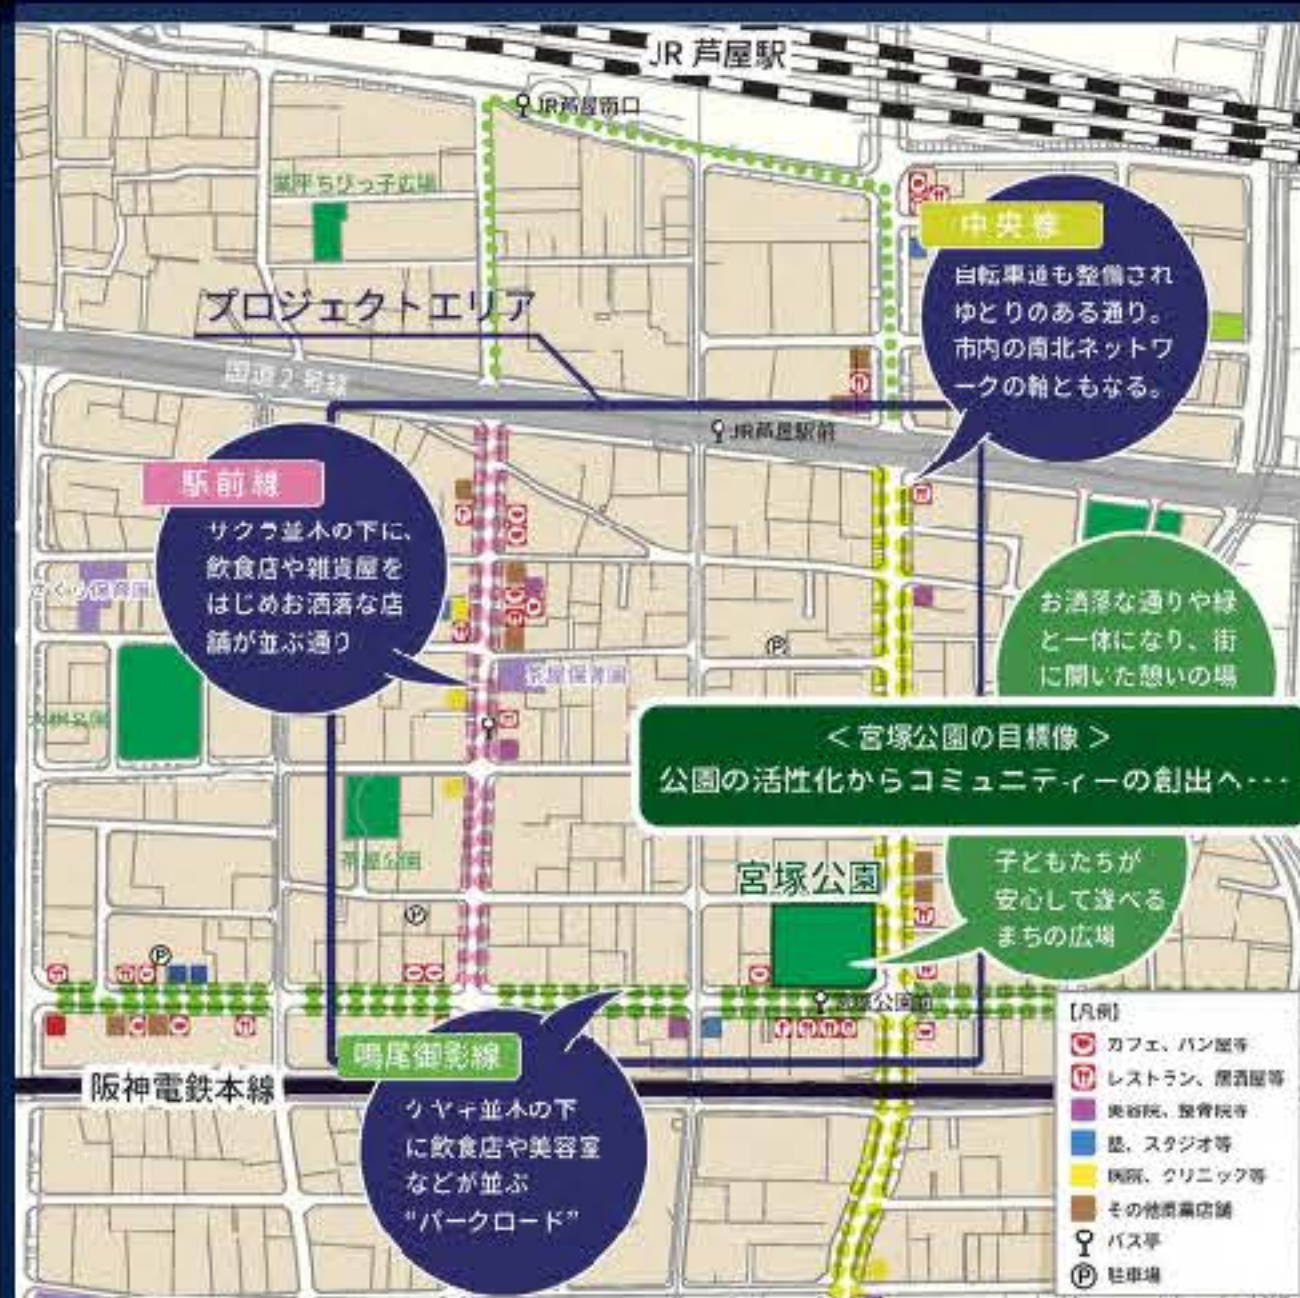 JR 芦屋駅
JR芦屋南口
業平ちびっ子広場
中央線
自転車道も整備され
ゆとりのある通り。
市内の南北ネットワ
ークの軸ともなる。
プロジェクトエリア
国道2号線
JR芦屋駅前
駅前線
サクラ並木の下に、
飲食店や雑貨屋を
はじめお洒落な店
舗が並ぶ通り
さくら保育園
お洒落な通りや緑
と一体になり、街
に開いた憩いの場
茶屋保育園
<宮塚公園の目標像>
公園の活性化からコミュニティーの創出へ・・・
茶屋公園
宮塚公園
子どもたちが
安心して遊べる
まちの広場
宮塚公園前
鳴尾御影線
ケヤキ並木の下
に飲食店や美容室
などが並ぶ
“パークロード”
阪神電鉄本線
【凡例】
カフェ、パン屋等
レストラン、居酒屋等
美容院、整骨院等
塾、スタジオ等
病院、クリニック等
その他商業店舗
バス亭
P 駐車場